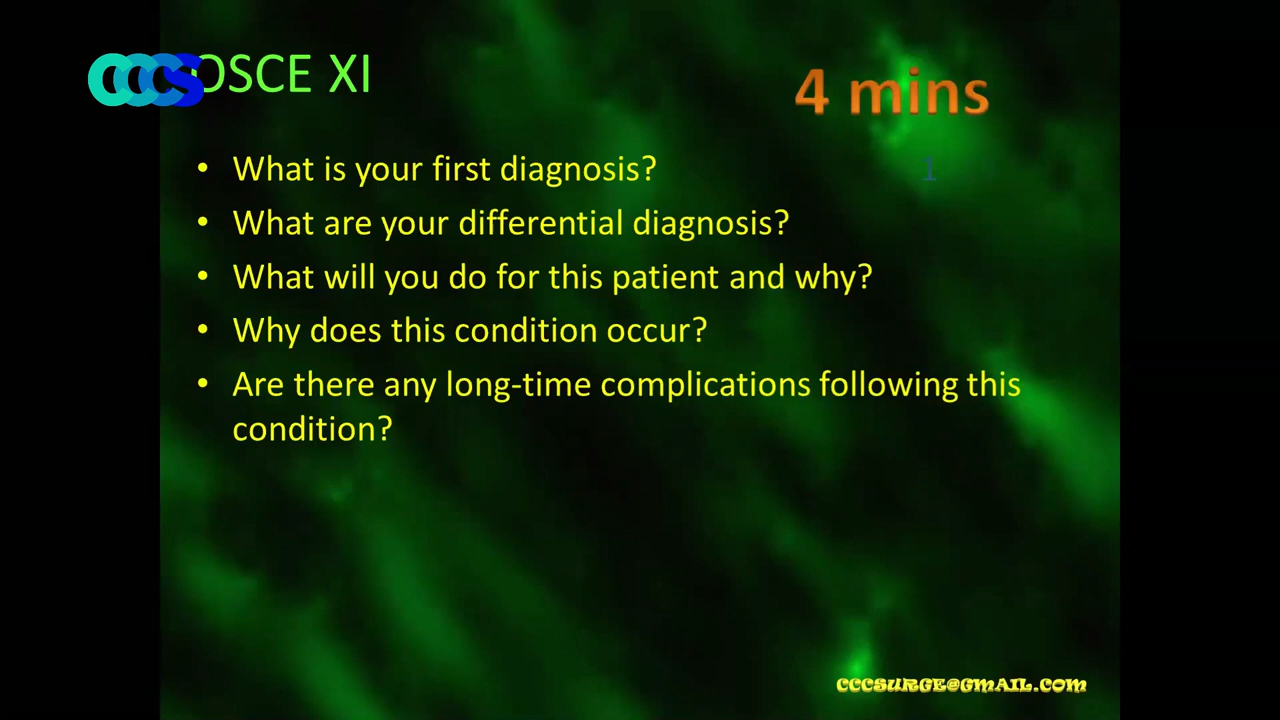 CCCS
OSCE XI
4 mins
1
• What is your first diagnosis?
• What are your differential diagnosis?
• What will you do for this patient and why?
• Why does this condition occur?
• Are there any long-time complications following this
condition?
CCCSURGE@GMAIL.COM